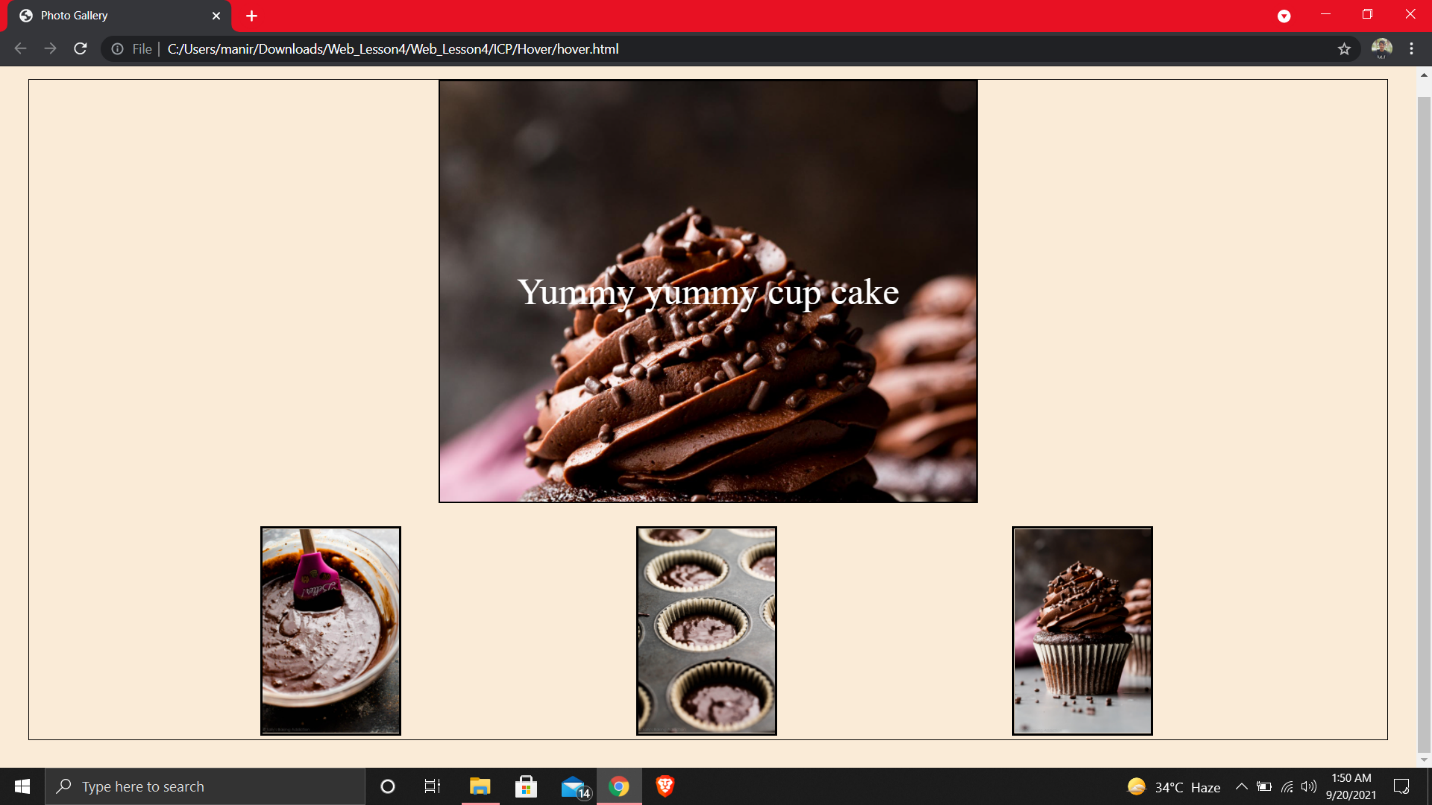 Photo Gallery
File | C:/Users/manir/Downloads/Web_Lesson4/Web_Lesson4/ICP/Hover/hover.html
Yummy yummy cup cake
Type here to search
14
34°C Haze
1:50 AM
9/20/2021